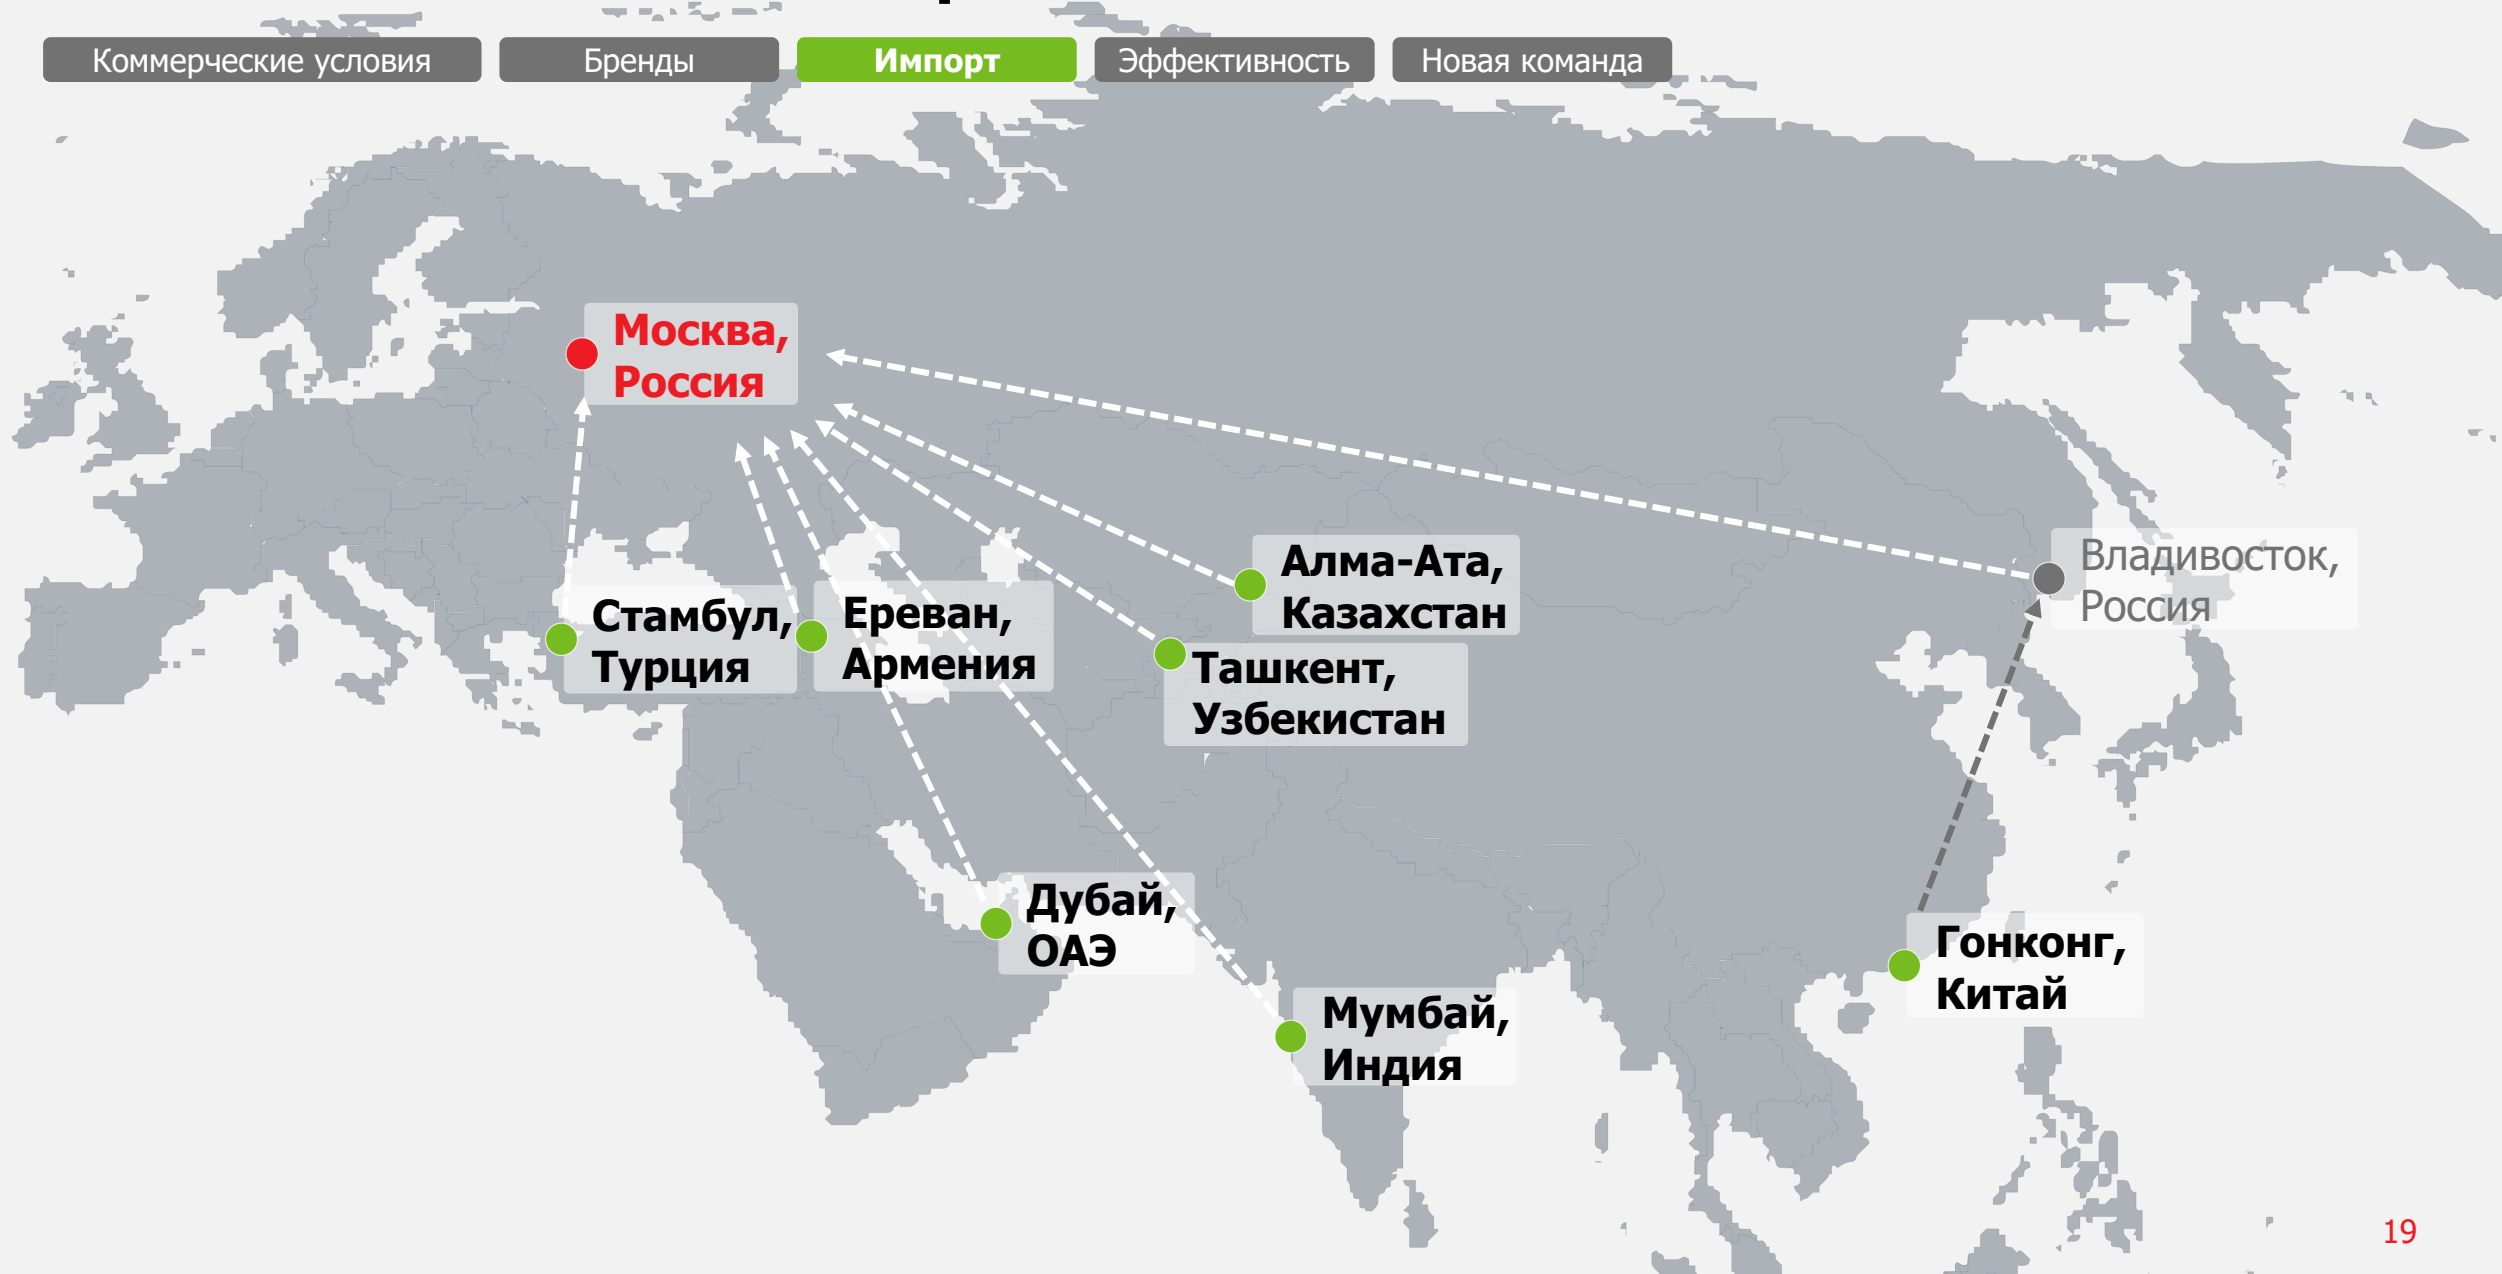 Коммерческие условия
Бренды
Импорт
Эффективность
Новая команда
Москва,
Россия
Стамбул,
Турция
Ереван,
Армения
Алма-Ата,
Казахстан
Ташкент,
Узбекистан
Владивосток,
Россия
Дубай,
ОАЭ
Мумбай,
Индия
Гонконг,
Китай
19